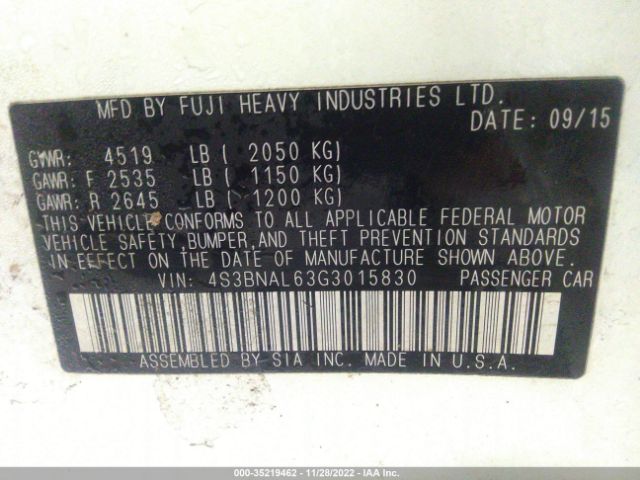 MFD BY FUJI HEAVY INDUSTRIES LTD.
DATE: 09/15
GVWR: 4519 LB ( 2050 KG)
GAWR: F 2535 LB ( 1150 KG)
GAWR: R 2645 LB ( 1200 KG)
THIS VEHICLE CONFORMS TO ALL APPLICABLE FEDERAL MOTOR
VEHICLE SAFETY, BUMPER, AND THEFT PREVENTION STANDARDS
IN EFFECT ON THE DATE OF MANUFACTURE SHOWN ABOVE.
VIN: 4S3BNAL63G3015830 PASSENGER CAR
ASSEMBLED BY SIA INC. MADE IN U.S.A.
000-35219462 - 11/28/2022 - IAA Inc.